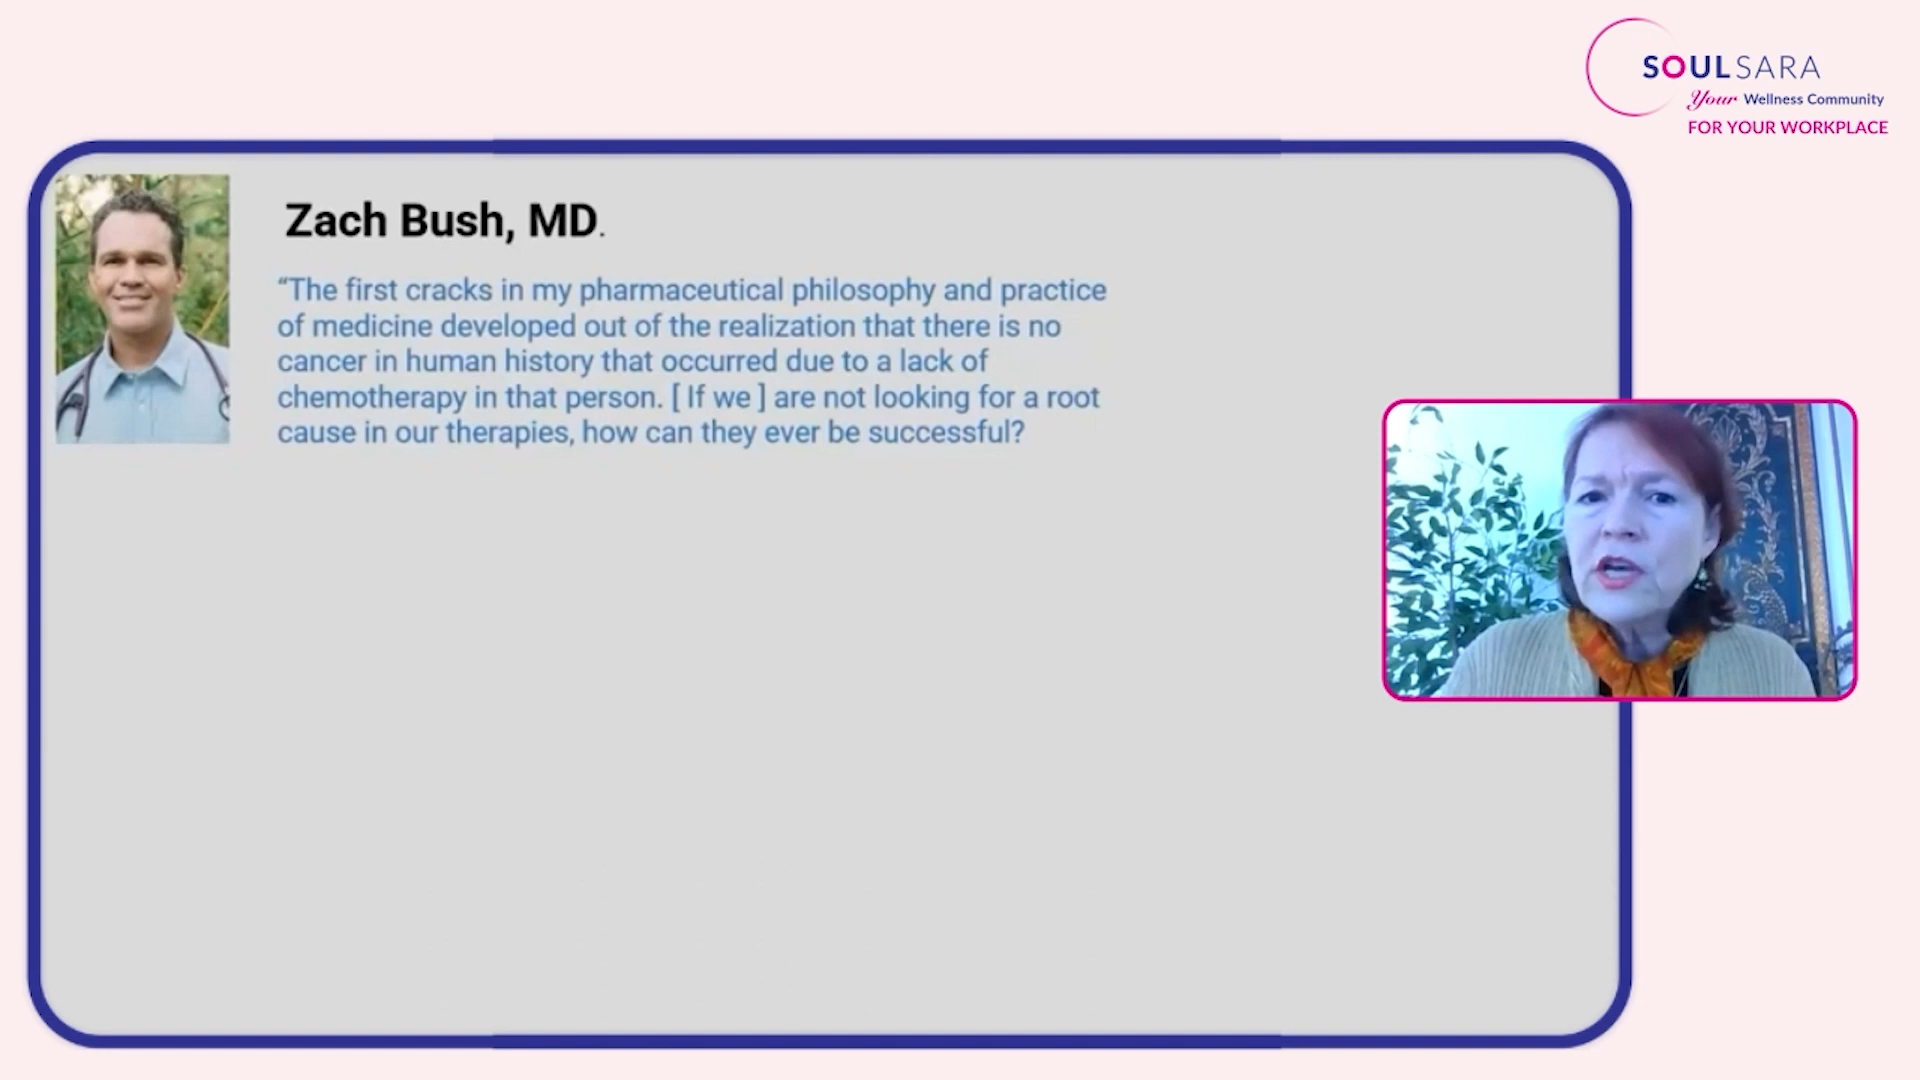 SOULSARA
Your Wellness Community
FOR YOUR WORKPLACE
Zach Bush, MD.
“The first cracks in my pharmaceutical philosophy and practice
of medicine developed out of the realization that there is no
cancer in human history that occurred due to a lack of
chemotherapy in that person. [ If we ] are not looking for a root
cause in our therapies, how can they ever be successful?